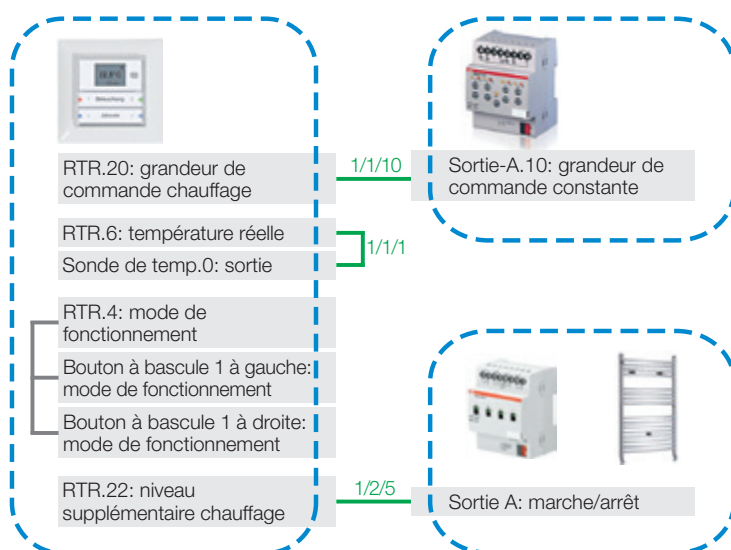 RTR.20: grandeur de
commande chauffage
1/1/10
Sortie-A.10: grandeur de
commande constante
RTR.6: température réelle
1/1/1
Sonde de temp.0: sortie
RTR.4: mode de
fonctionnement
Bouton à bascule 1 à gauche:
mode de fonctionnement
Bouton à bascule 1 à droite:
mode de fonctionnement
RTR.22: niveau
supplémentaire chauffage
1/2/5
Sortie A: marche/arrêt